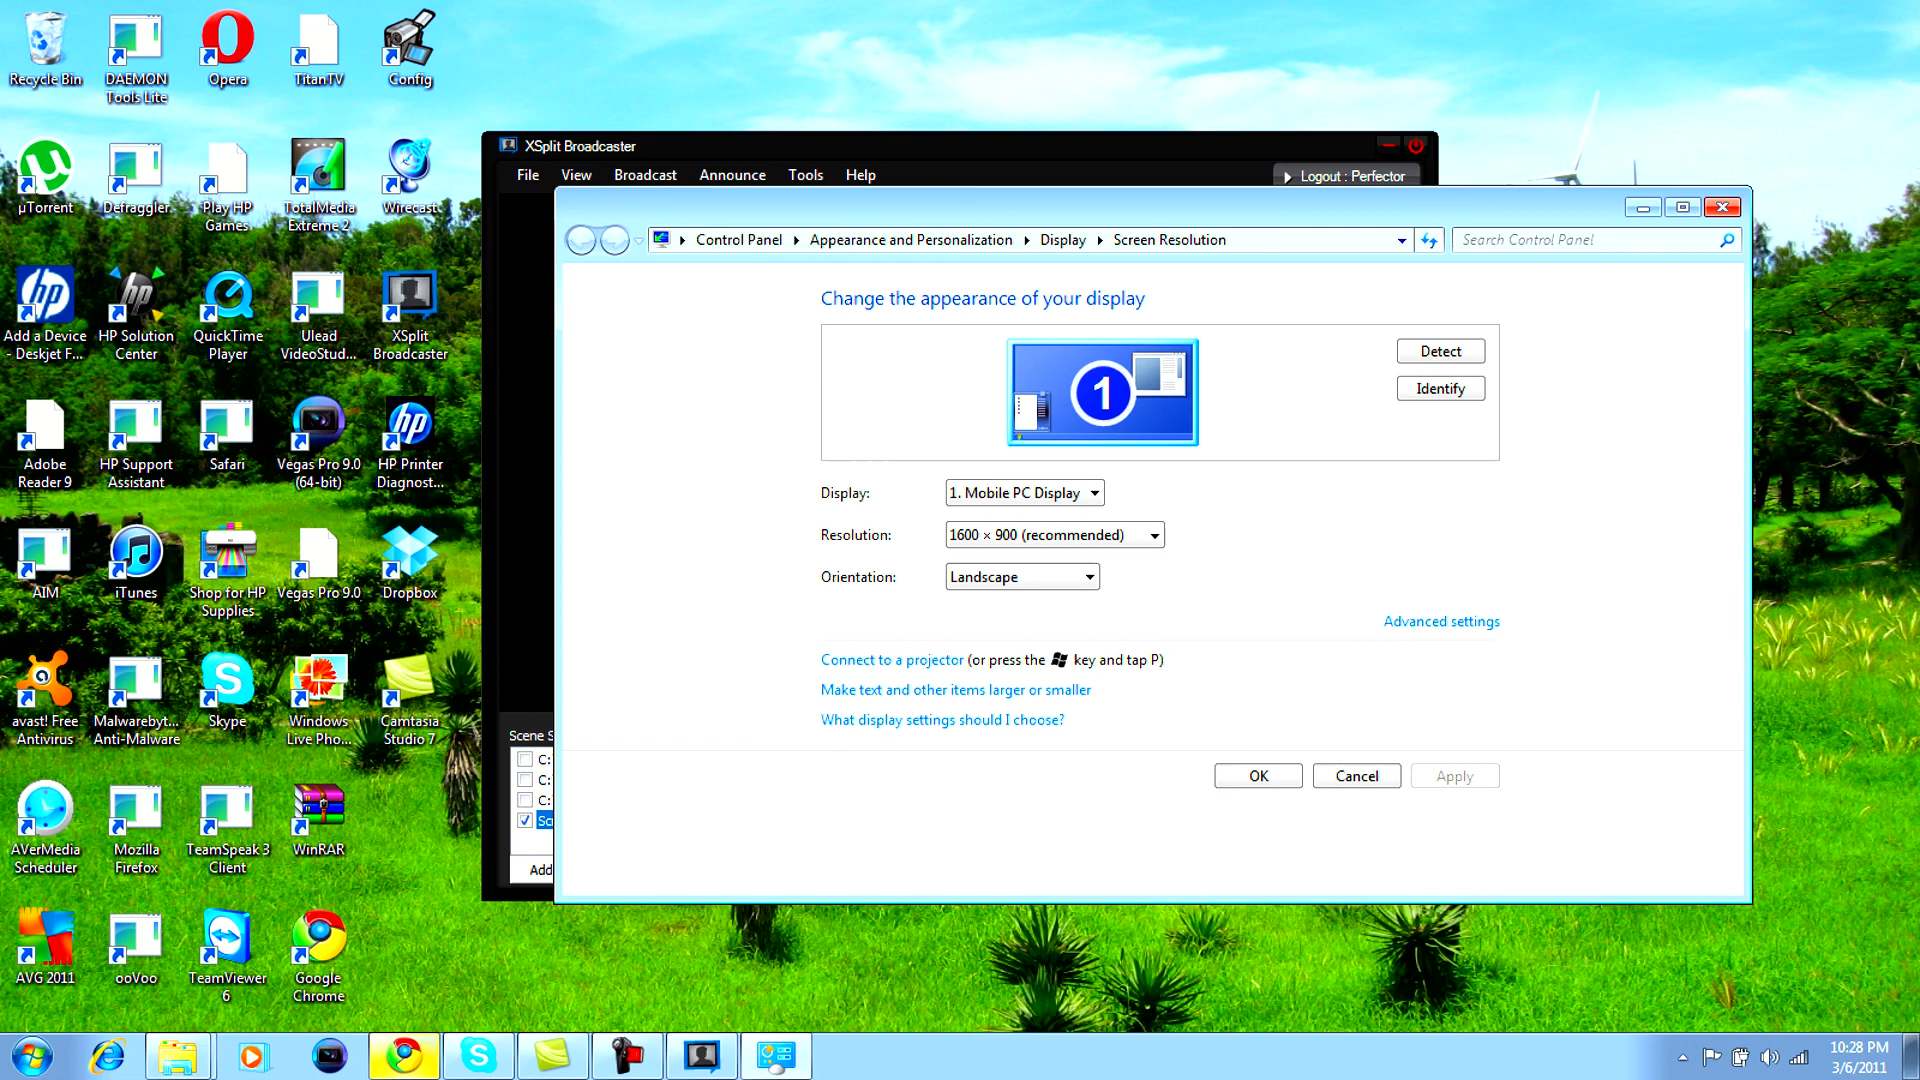 Recycle Bin
DAEMON Tools Lite
Opera
TitanTV
Config
µTorrent
Defraggler
Play HP Games
TotalMedia Extreme 2
Wirecast
Add a Device - Deskjet F...
HP Solution Center
QuickTime Player
Ulead VideoStud...
XSplit Broadcaster
Adobe Reader 9
HP Support Assistant
Safari
Vegas Pro 9.0 (64-bit)
HP Printer Diagnost...
AIM
iTunes
Shop for HP Supplies
Vegas Pro 9.0
Dropbox
avast! Free Antivirus
Malwarebyt... Anti-Malware
Skype
Windows Live Pho...
Camtasia Studio 7
AVerMedia Scheduler
Mozilla Firefox
TeamSpeak 3 Client
WinRAR
AVG 2011
ooVoo
TeamViewer 6
Google Chrome
XSplit Broadcaster
File View Broadcast Announce Tools Help
Logout : Perfector
Scene S
C:
C:
C:
Sc
Add
Control Panel Appearance and Personalization Display Screen Resolution
Search Control Panel
Change the appearance of your display
1
Detect
Identify
Display: 1. Mobile PC Display
Resolution: 1600 × 900 (recommended)
Orientation: Landscape
Advanced settings
Connect to a projector (or press the key and tap P)
Make text and other items larger or smaller
What display settings should I choose?
OK Cancel Apply
10:28 PM
3/6/2011